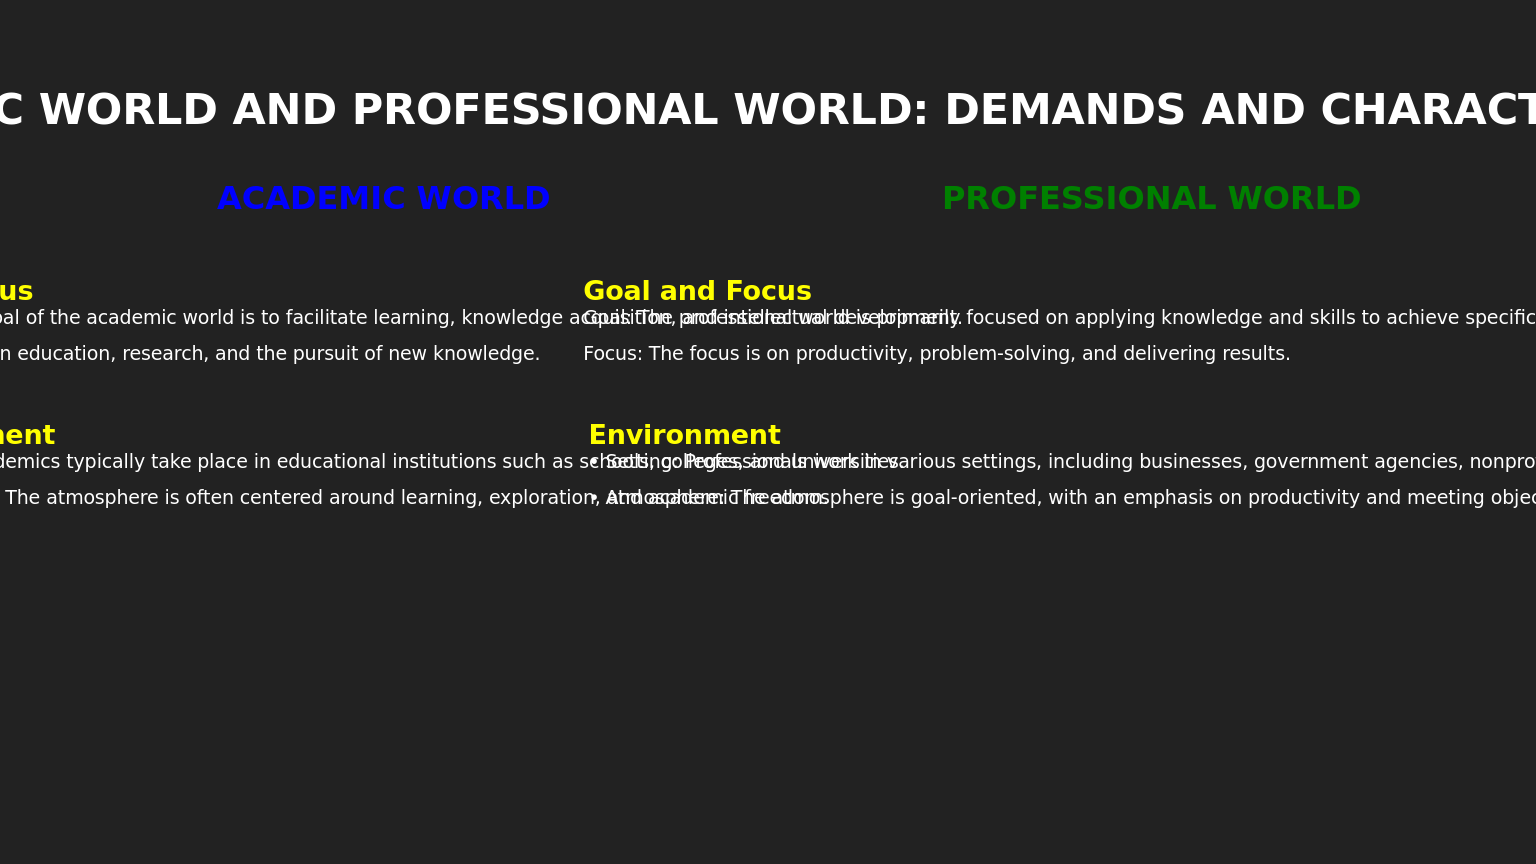 C WORLD AND PROFESSIONAL WORLD: DEMANDS AND CHARACT
ACADEMIC WORLD
us
oal of the academic world is to facilitate learning, knowledge acquisition, and intellectual development.
n education, research, and the pursuit of new knowledge.
nent
demics typically take place in educational institutions such as schools, colleges, and universities.
The atmosphere is often centered around learning, exploration, and academic freedom.
PROFESSIONAL WORLD
Goal and Focus
Goal: The professional world is primarily focused on applying knowledge and skills to achieve specific
Focus: The focus is on productivity, problem-solving, and delivering results.
Environment
• Setting: Professionals work in various settings, including businesses, government agencies, nonpro
• Atmosphere: The atmosphere is goal-oriented, with an emphasis on productivity and meeting objec